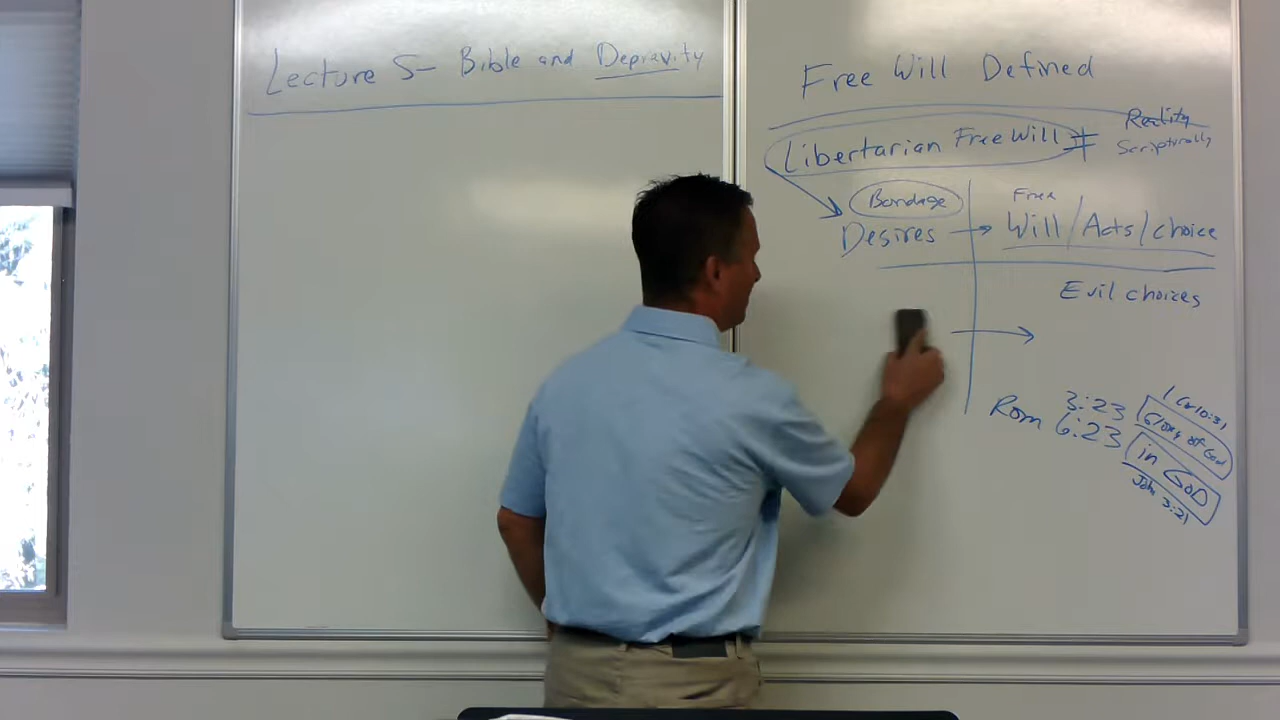 Lecture 5- Bible and Depravity
Free Will Defined
Libertarian Free Will ≠ Reality
Scripturally
Bondage
Free
Desires → Will / Acts / choice
Evil choices
→
Rom 3:23
6:23
1 Cor 10:31
Glory of God
in GOD
John 3:21